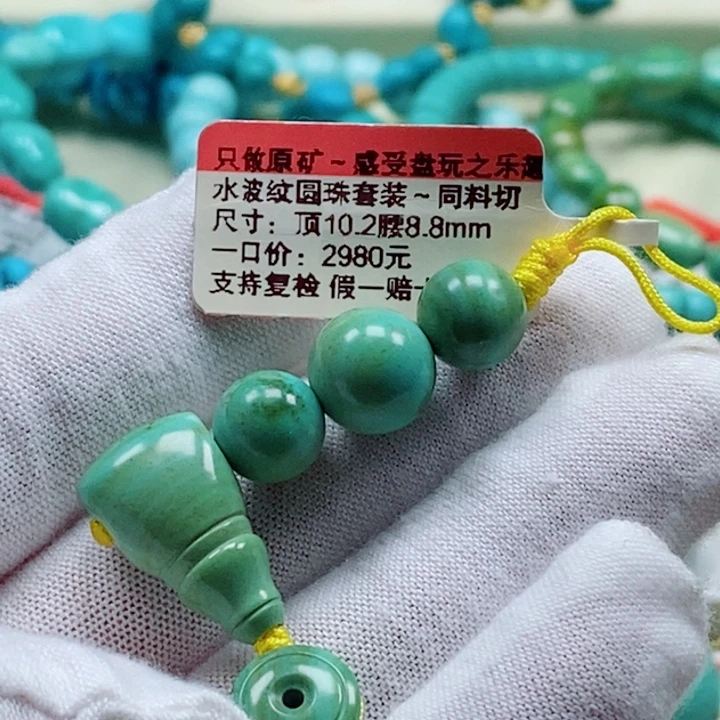 只做原矿～感受盘玩之乐趣
水波纹圆珠套装～同料切
尺寸：顶10.2腰8.8mm
一口价：2980元
支持复检 假一赔